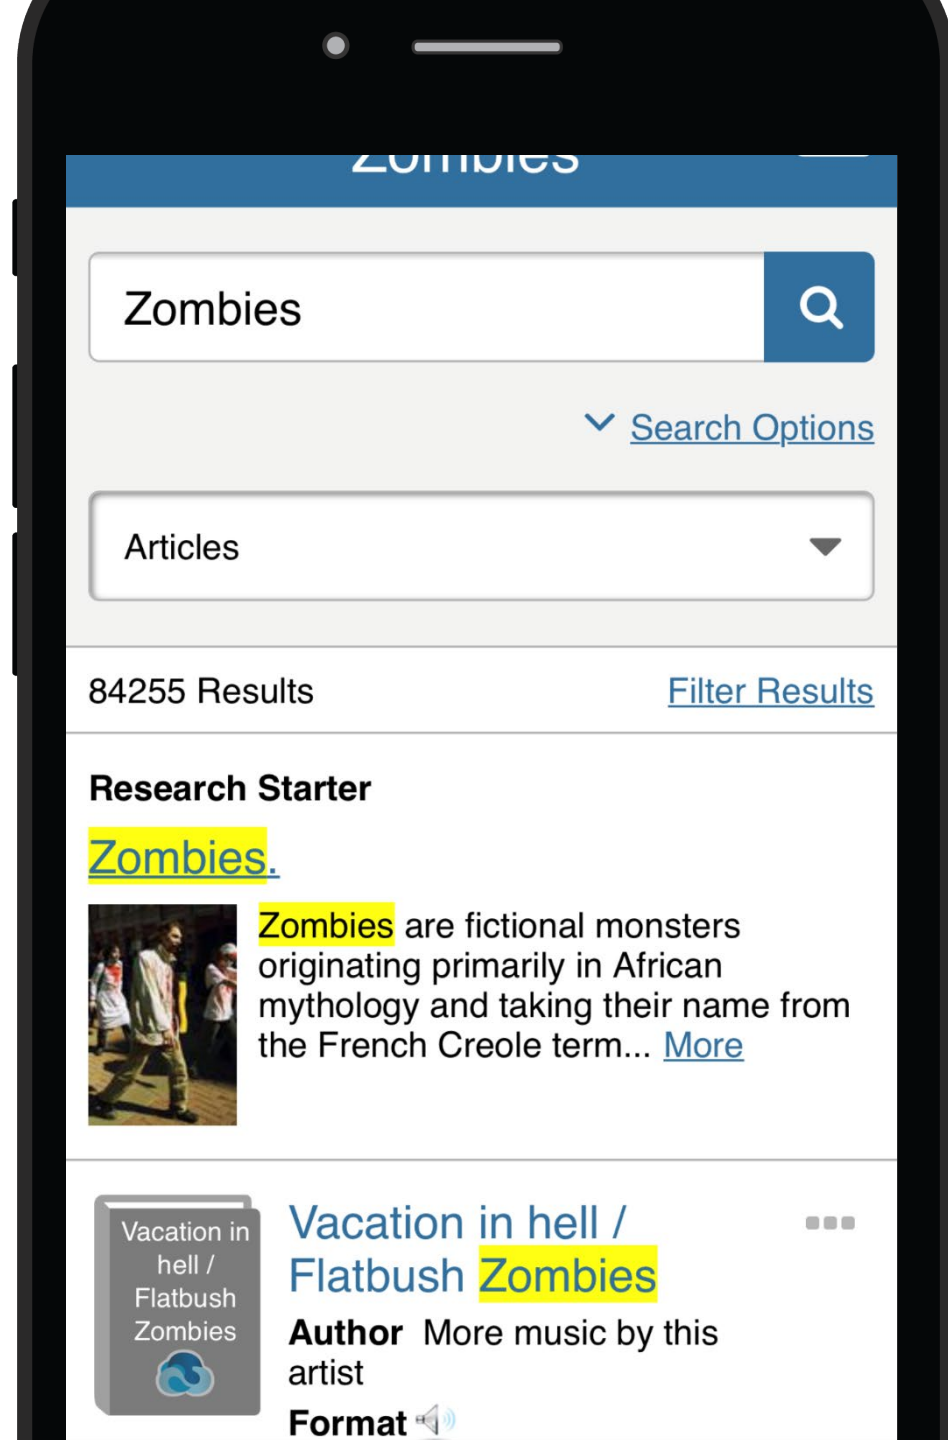 Zombies
Zombies
Search Options
Articles
84255 Results
Filter Results
Research Starter
Zombies.
Zombies are fictional monsters
originating primarily in African
mythology and taking their name from
the French Creole term... More
Vacation in
hell /
Flatbush
Zombies
Vacation in hell /
Flatbush Zombies
Author More music by this
artist
Format